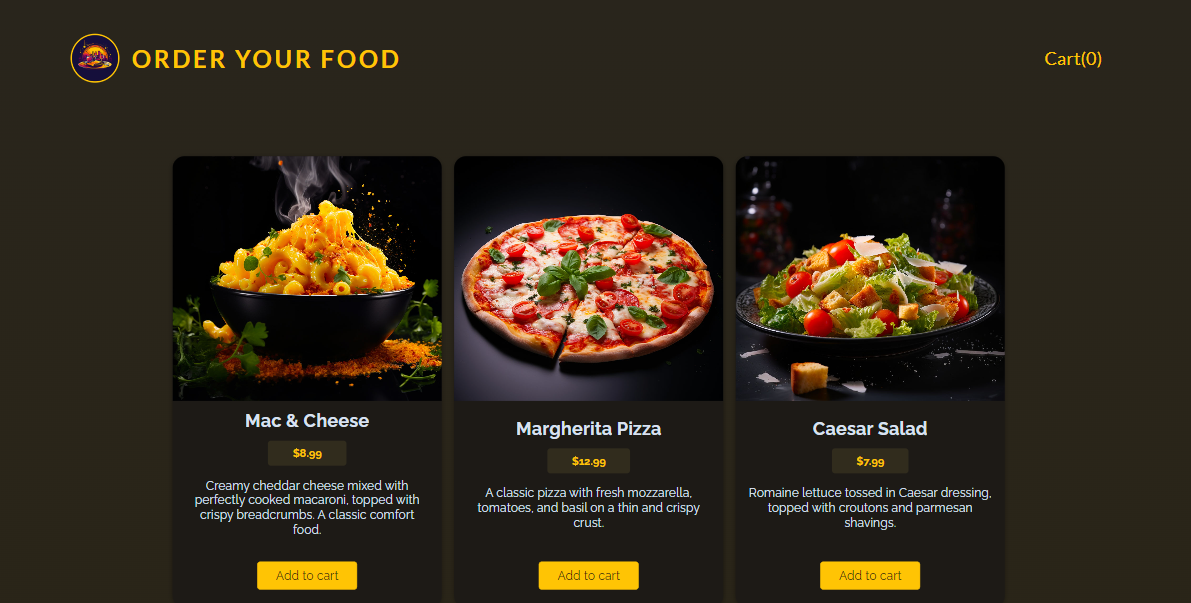 ORDER YOUR FOOD
Cart(0)
Mac & Cheese
$8.99
Creamy cheddar cheese mixed with
perfectly cooked macaroni, topped with
crispy breadcrumbs. A classic comfort
food.
Add to cart
Margherita Pizza
$12.99
A classic pizza with fresh mozzarella,
tomatoes, and basil on a thin and crispy
crust.
Add to cart
Caesar Salad
$7.99
Romaine lettuce tossed in Caesar dressing,
topped with croutons and parmesan
shavings.
Add to cart